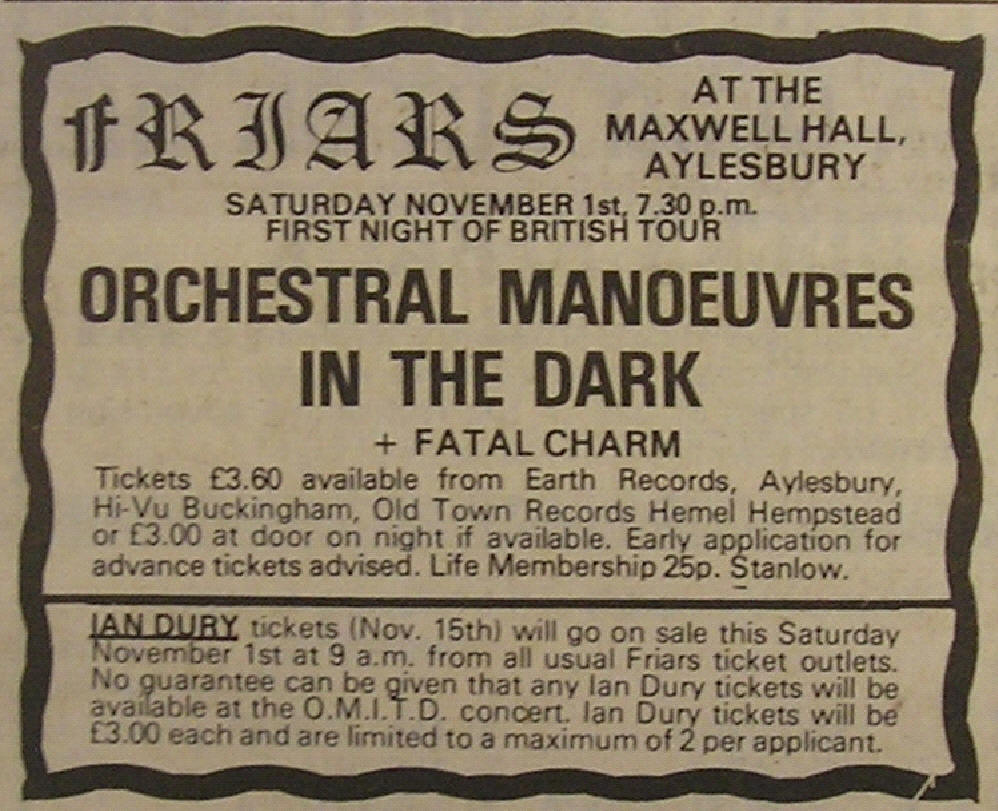 FRIARS
AT THE
MAXWELL HALL,
AYLESBURY
SATURDAY NOVEMBER 1st, 7.30 p.m.
FIRST NIGHT OF BRITISH TOUR
ORCHESTRAL MANOEUVRES
IN THE DARK
+ FATAL CHARM
Tickets £3.60 available from Earth Records, Aylesbury,
Hi-Vu Buckingham, Old Town Records Hemel Hempstead
or £3.00 at door on night if available. Early application for
advance tickets advised. Life Membership 25p. Stanlow.
IAN DURY tickets (Nov. 15th) will go on sale this Saturday
November 1st at 9 a.m. from all usual Friars ticket outlets.
No guarantee can be given that any Ian Dury tickets will be
available at the O.M.I.T.D. concert. Ian Dury tickets will be
£3.00 each and are limited to a maximum of 2 per applicant.